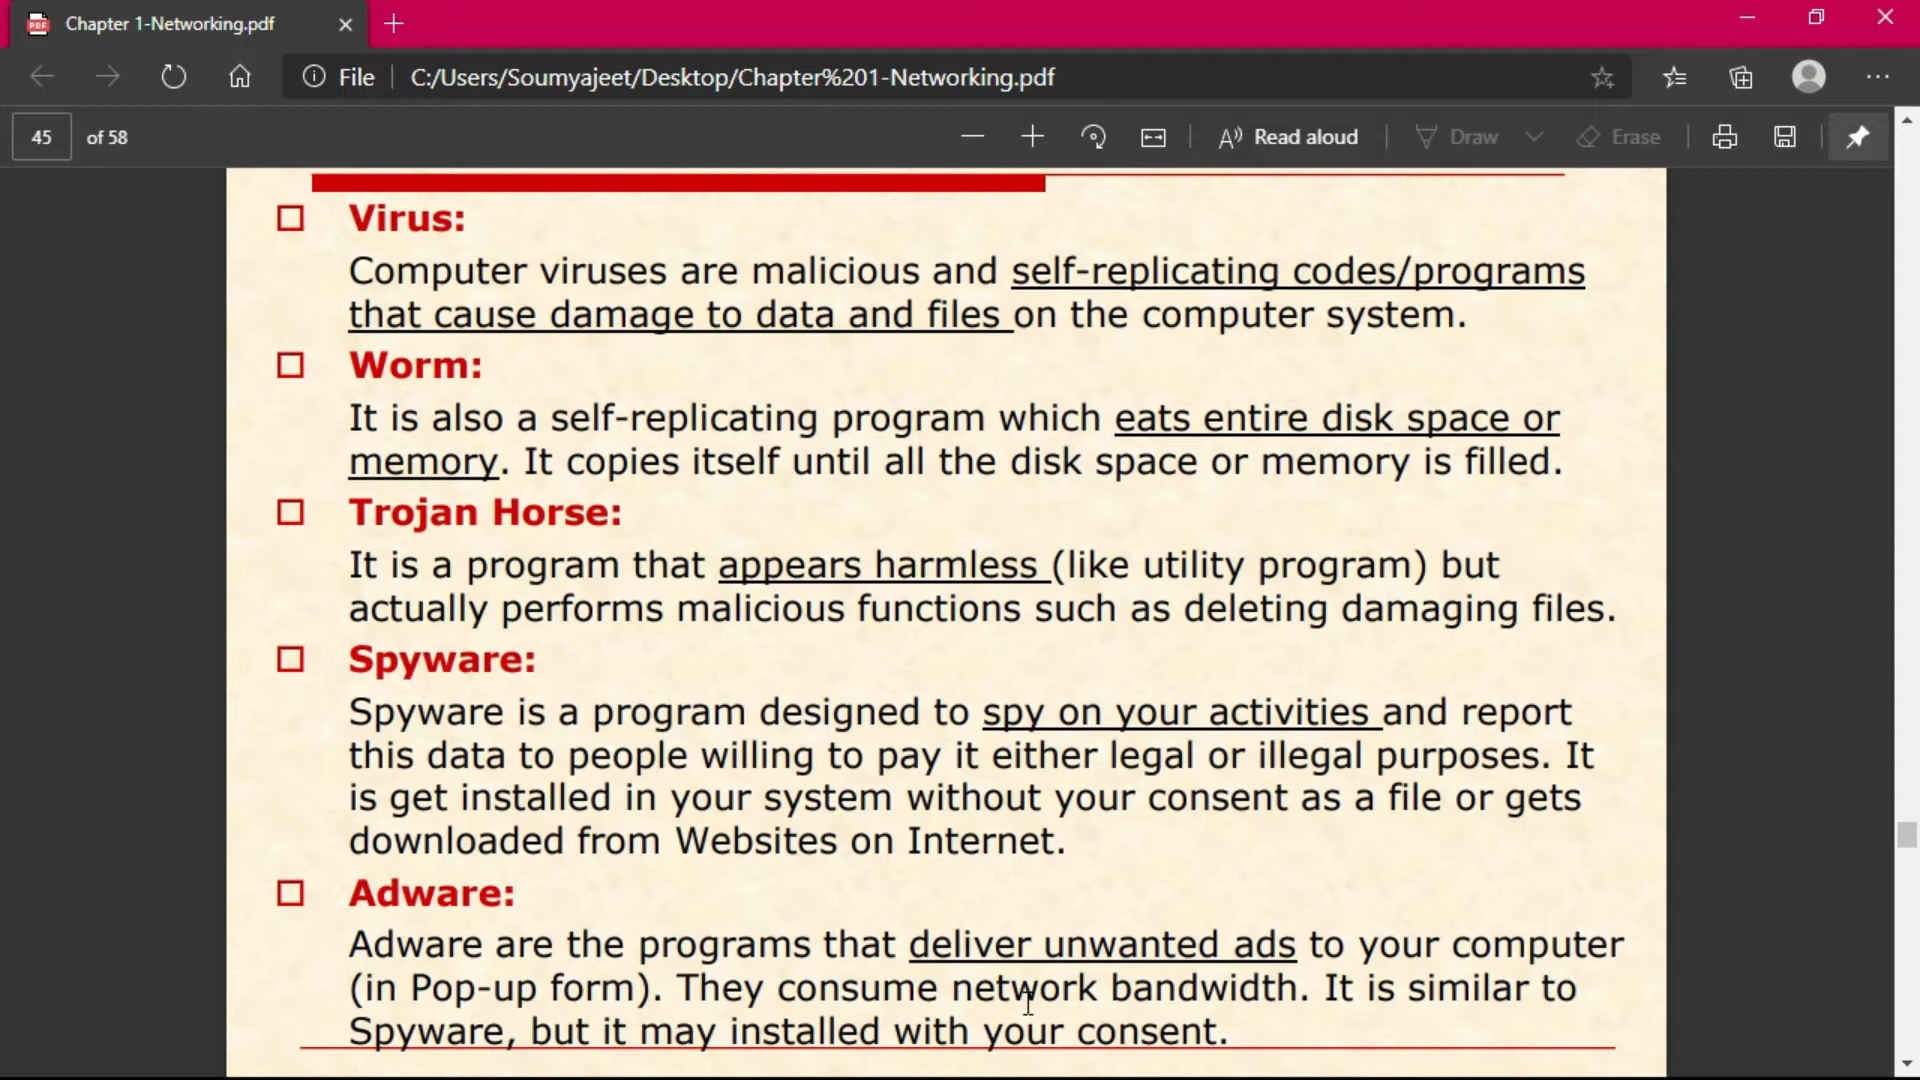 Chapter 1-Networking.pdf
File C:/Users/Soumyajeet/Desktop/Chapter%201-Networking.pdf
45 of 58 Read aloud Draw Erase
Virus:
Computer viruses are malicious and self-replicating codes/programs
that cause damage to data and files on the computer system.
Worm:
It is also a self-replicating program which eats entire disk space or
memory. It copies itself until all the disk space or memory is filled.
Trojan Horse:
It is a program that appears harmless (like utility program) but
actually performs malicious functions such as deleting damaging files.
Spyware:
Spyware is a program designed to spy on your activities and report
this data to people willing to pay it either legal or illegal purposes. It
is get installed in your system without your consent as a file or gets
downloaded from Websites on Internet.
Adware:
Adware are the programs that deliver unwanted ads to your computer
(in Pop-up form). They consume network bandwidth. It is similar to
Spyware, but it may installed with your consent.